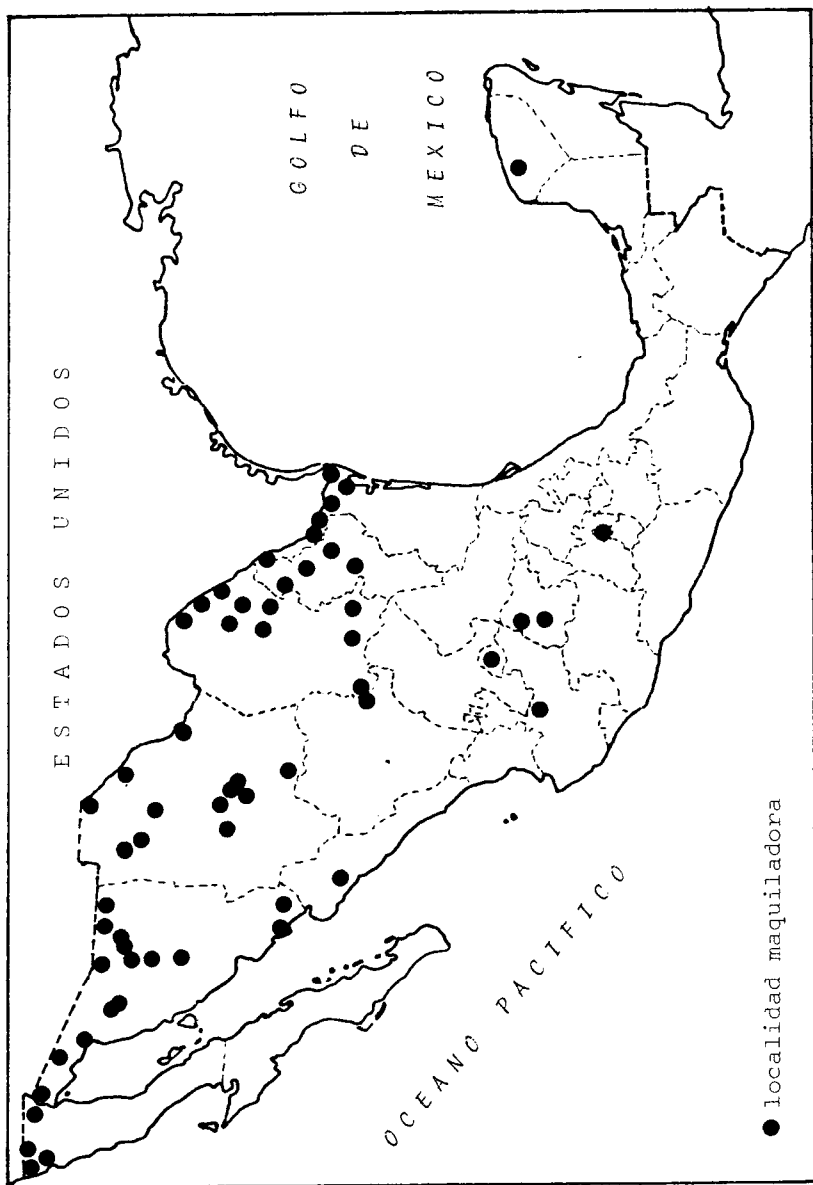 ESTADOS UNIDOS
GOLFO
DE
MEXICO
OCEANO PACIFICO
localidad maquiladora